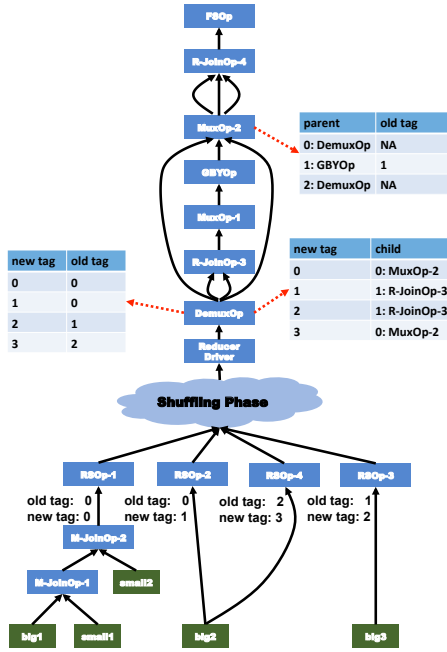 FSOp
R-JoinOp-4
MuxOp-2
parent old tag
0: DemuxOp NA
1: GBYOp 1
2: DemuxOp NA
GBYOp
MuxOp-1
R-JoinOp-3
new tag old tag
0 0
1 0
2 1
3 2
new tag child
0 0: MuxOp-2
1 1: R-JoinOp-3
2 1: R-JoinOp-3
3 0: MuxOp-2
DemuxOp
Reducer
Driver
Shuffling Phase
RSOp-1 RSOp-2 RSOp-4 RSOp-3
old tag: 0 old tag: 0 old tag: 2 old tag: 1
new tag: 0 new tag: 1 new tag: 3 new tag: 2
M-JoinOp-2
M-JoinOp-1 small2
big1 small1 big2 big3